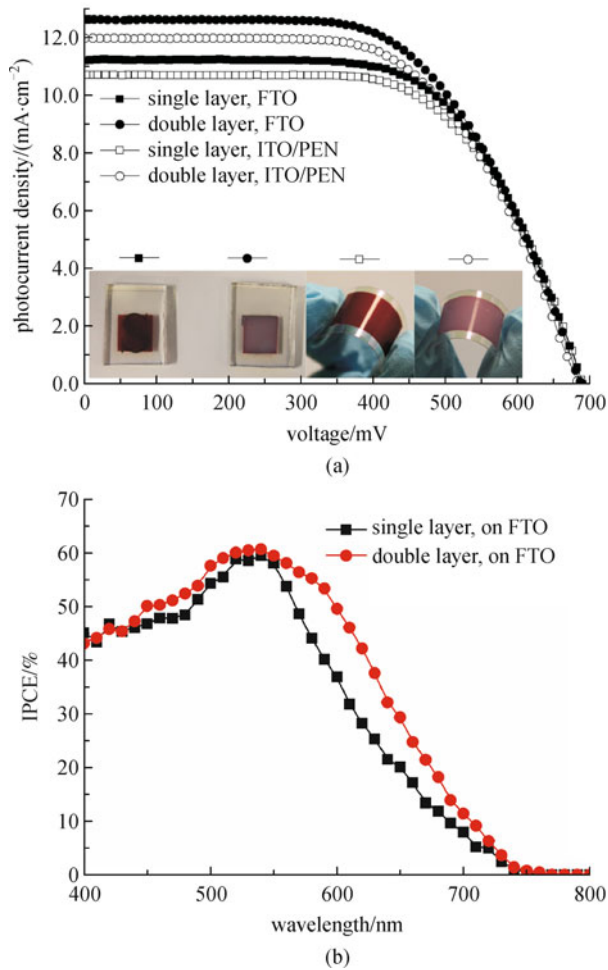 12.0
10.0
8.0
6.0
4.0
2.0
0.0
photocurrent density/(mA·cm⁻²)
single layer, FTO
double layer, FTO
single layer, ITO/PEN
double layer, ITO/PEN
0 100 200 300 400 500 600 700
voltage/mV
(a)
70
60
50
40
30
20
10
0
IPCE/%
single layer, on FTO
double layer, on FTO
400 500 600 700 800
wavelength/nm
(b)